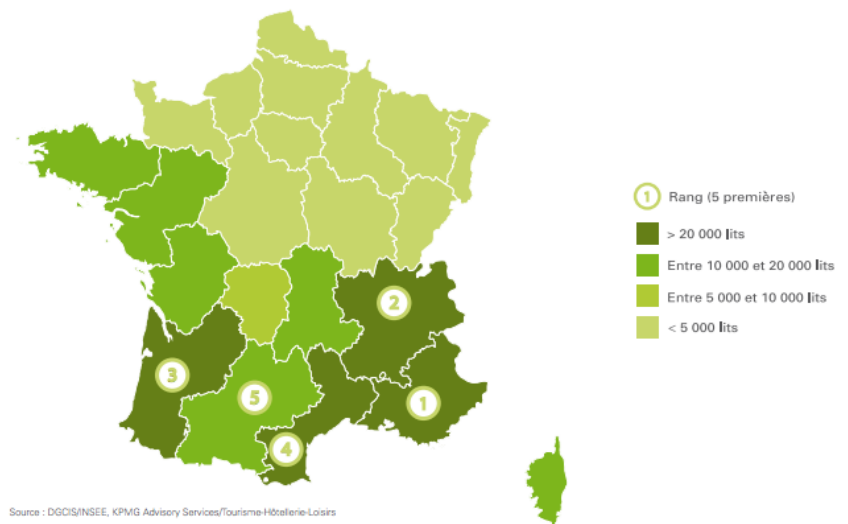 1 Rang (5 premières)
> 20 000 lits
Entre 10 000 et 20 000 lits
Entre 5 000 et 10 000 lits
< 5 000 lits
2
3
5
1
4
Source : DGCIS/INSEE, KPMG Advisory Services/Tourisme-Hôtellerie-Loisirs